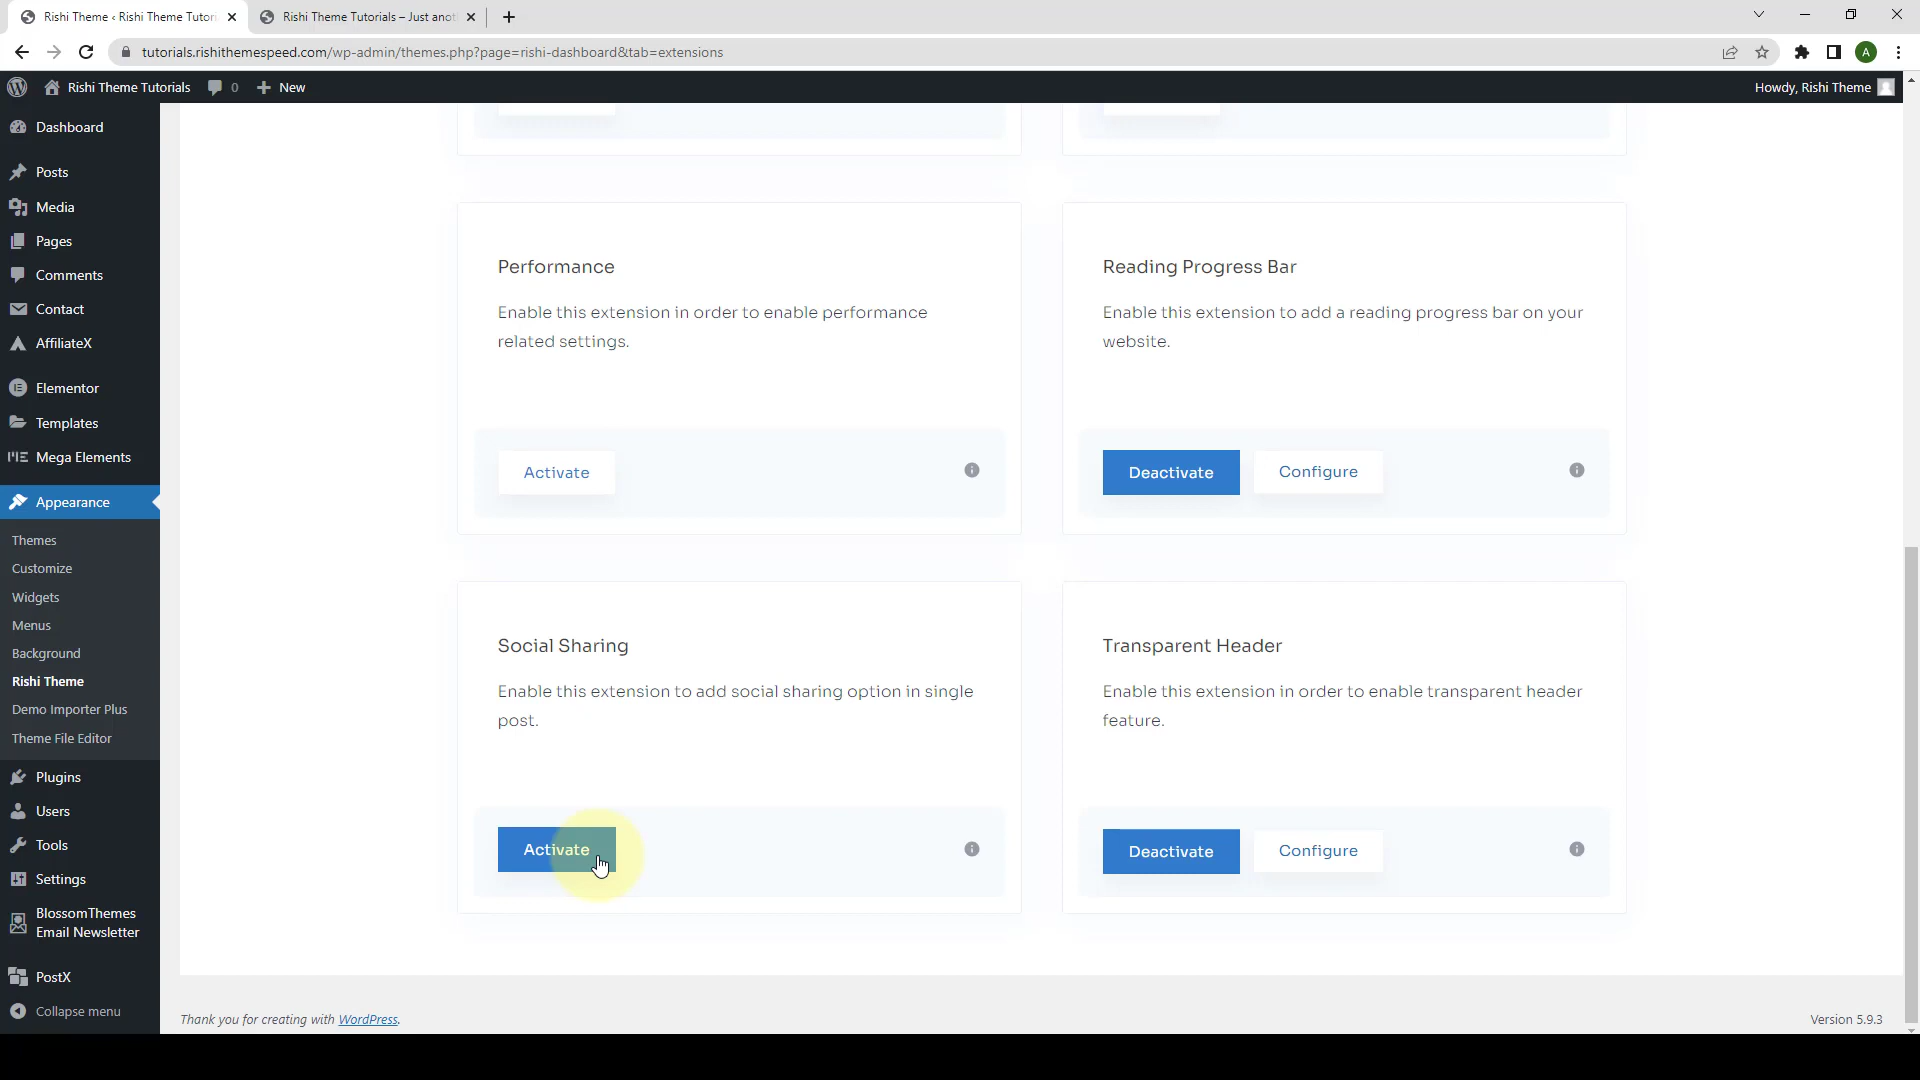 Rishi Theme ‹ Rishi Theme Tutori
Rishi Theme Tutorials – Just anot
tutorials.rishithemespeed.com/wp-admin/themes.php?page=rishi-dashboard&tab=extensions
A
Rishi Theme Tutorials
0
New
Howdy, Rishi Theme
Dashboard
Posts
Media
Pages
Comments
Contact
AffiliateX
Elementor
Templates
Mega Elements
Appearance
Themes
Customize
Widgets
Menus
Background
Rishi Theme
Demo Importer Plus
Theme File Editor
Plugins
Users
Tools
Settings
BlossomThemes
Email Newsletter
PostX
Collapse menu
Performance
Enable this extension in order to enable performance
related settings.
Activate
Reading Progress Bar
Enable this extension to add a reading progress bar on your
website.
Deactivate
Configure
Social Sharing
Enable this extension to add social sharing option in single
post.
Activate
Transparent Header
Enable this extension in order to enable transparent header
feature.
Deactivate
Configure
Thank you for creating with WordPress.
Version 5.9.3